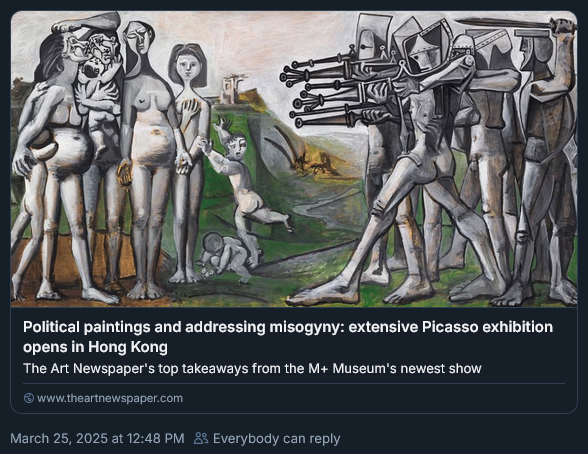 Political paintings and addressing misogyny: extensive Picasso exhibition
opens in Hong Kong
The Art Newspaper's top takeaways from the M+ Museum's newest show
www.theartnewspaper.com
March 25, 2025 at 12:48 PM Everybody can reply